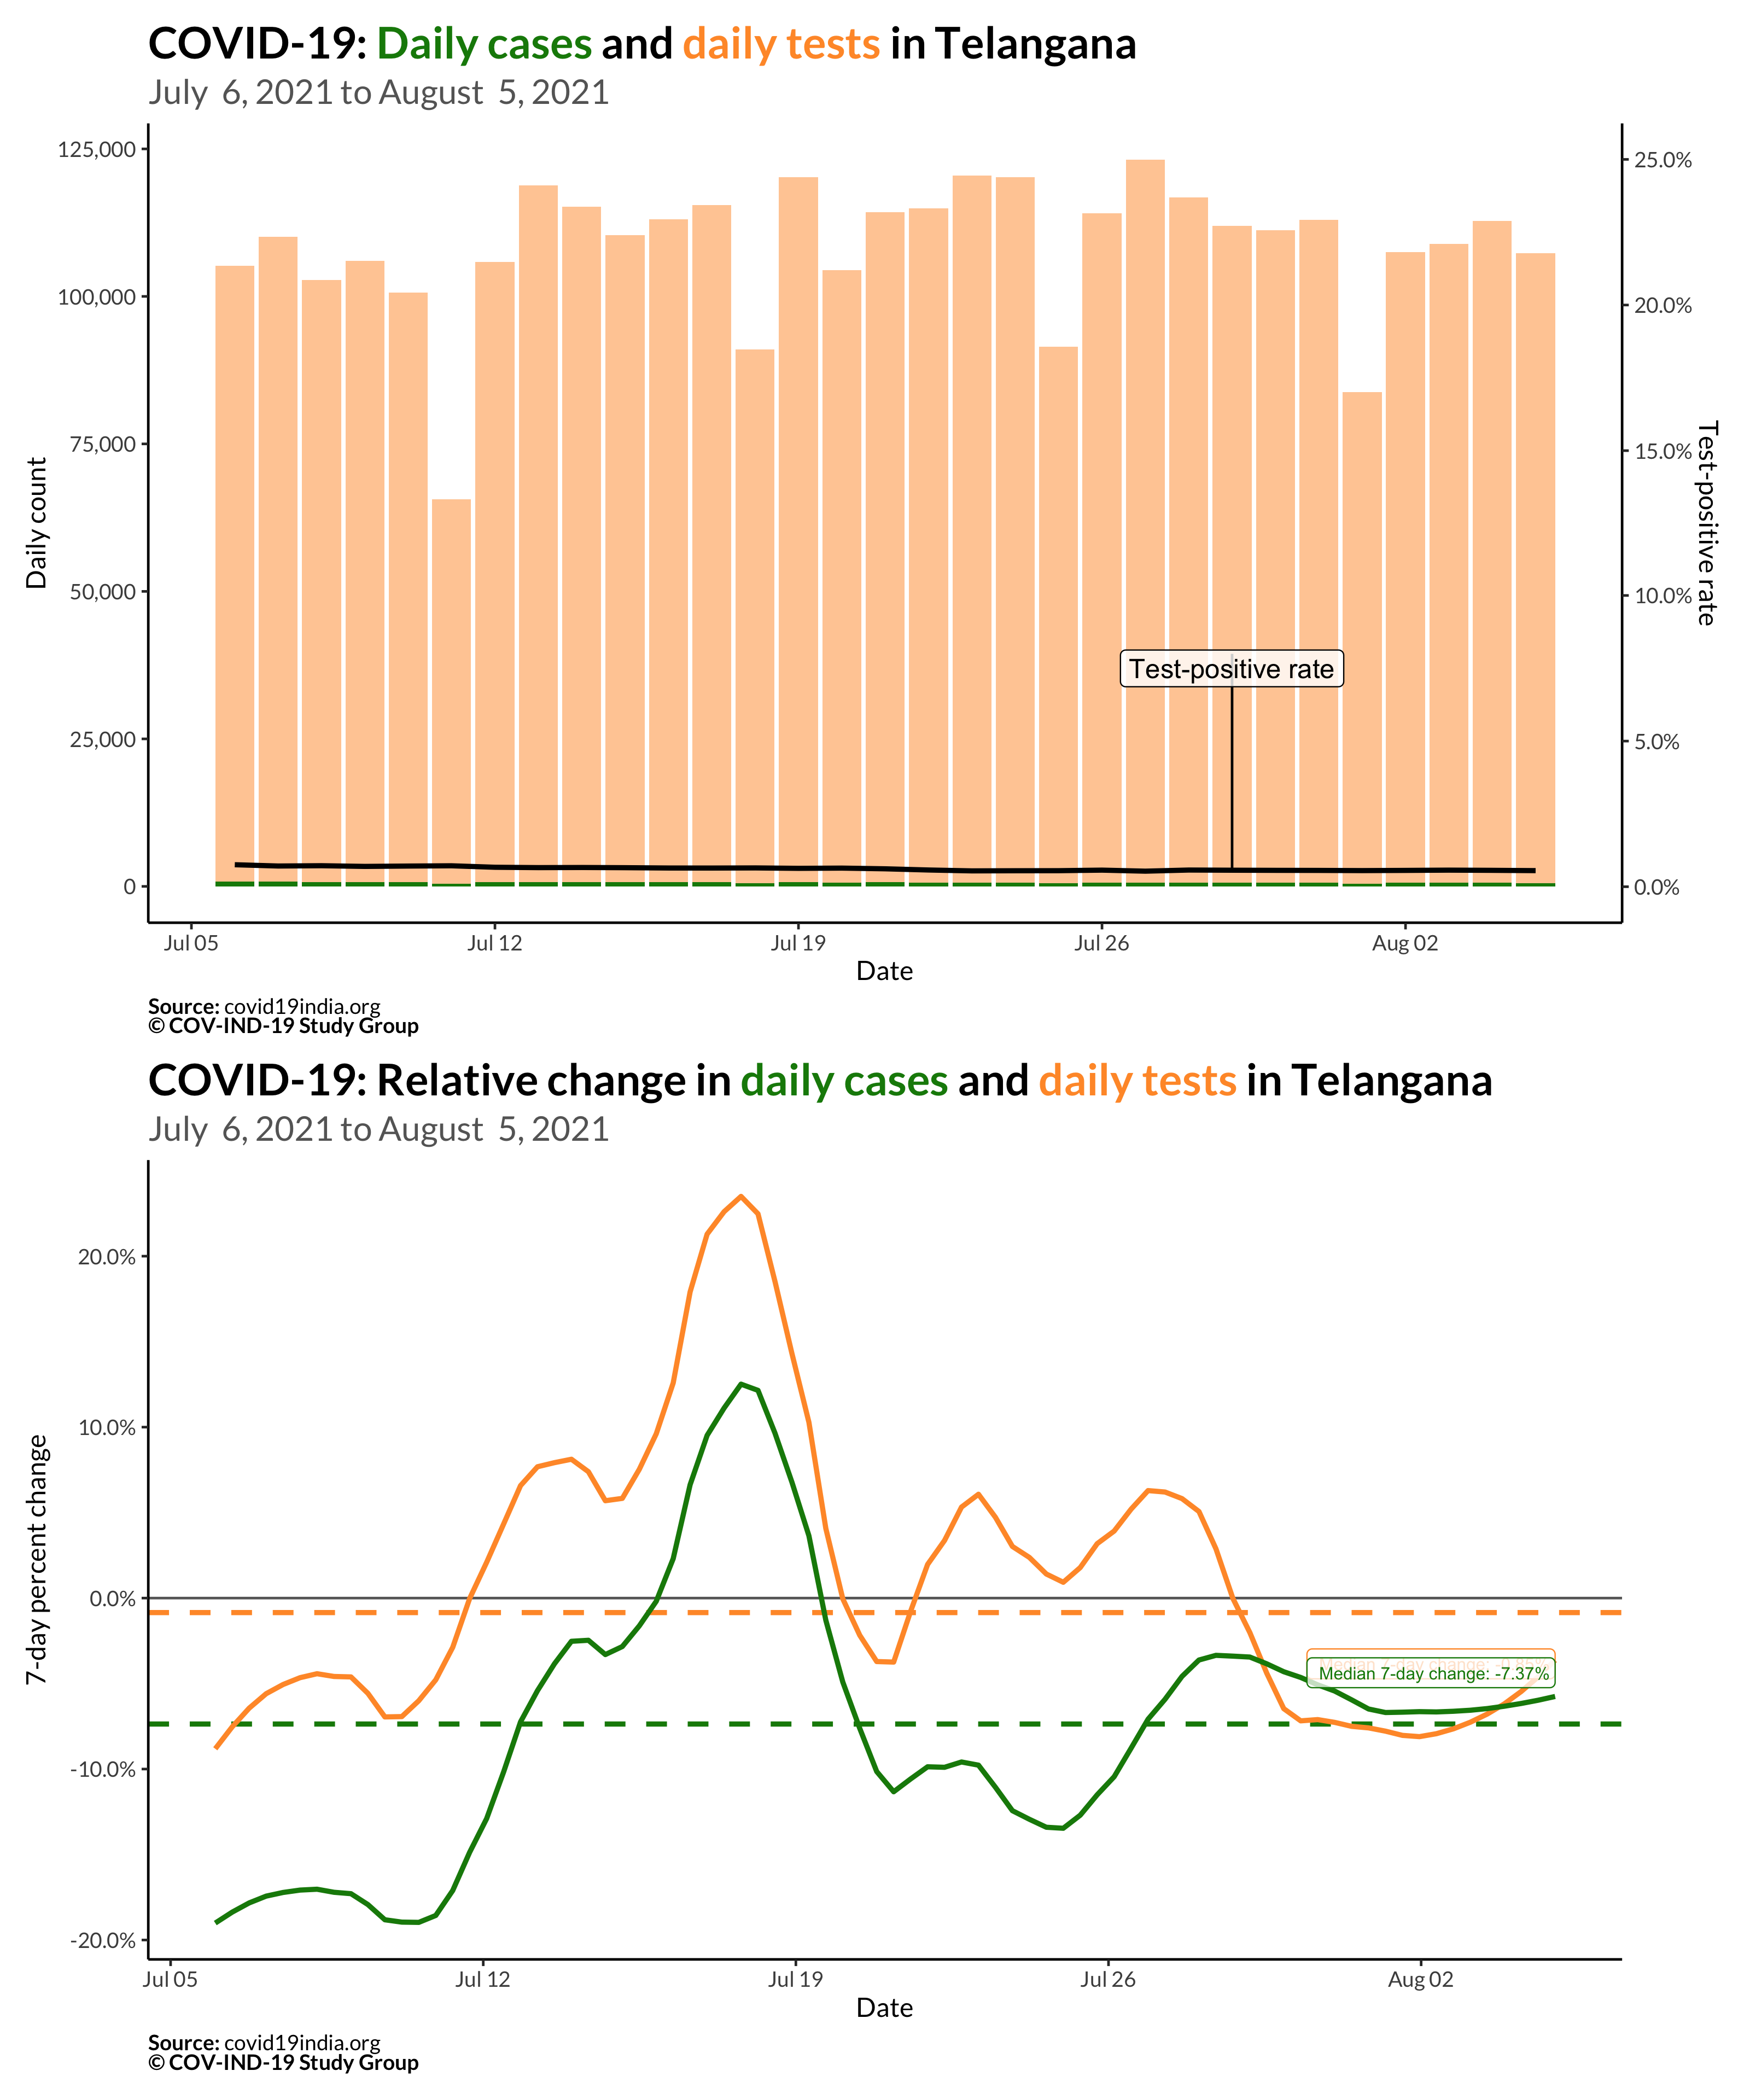 COVID-19: Daily cases and daily tests in Telangana
July 6, 2021 to August 5, 2021
125,000
100,000
75,000
50,000
25,000
0
Daily count
25.0%
20.0%
15.0%
10.0%
5.0%
0.0%
Test-positive rate
Test-positive rate
Jul 05
Jul 12
Jul 19
Jul 26
Aug 02
Date
Source: covid19india.org
© COV-IND-19 Study Group
COVID-19: Relative change in daily cases and daily tests in Telangana
July 6, 2021 to August 5, 2021
20.0%
10.0%
0.0%
-10.0%
-20.0%
7-day percent change
Median 7-day change: -0.85%
Median 7-day change: -7.37%
Jul 05
Jul 12
Jul 19
Jul 26
Aug 02
Date
Source: covid19india.org
© COV-IND-19 Study Group